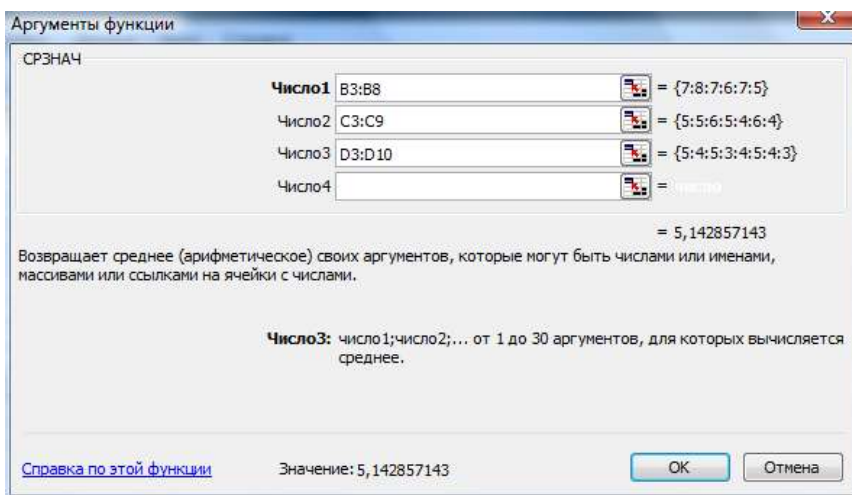 Аргументы функции
СРЗНАЧ
Число1 B3:B8 = {7:8:7:6:7:5}
Число2 C3:C9 = {5:5:6:5:4:6:4}
Число3 D3:D10 = {5:4:5:3:4:5:4:3}
Число4 = число
= 5,142857143
Возвращает среднее (арифметическое) своих аргументов, которые могут быть числами или именами,
массивами или ссылками на ячейки с числами.
Число3: число1;число2;... от 1 до 30 аргументов, для которых вычисляется
среднее.
Справка по этой функции Значение: 5,142857143 ОК Отмена